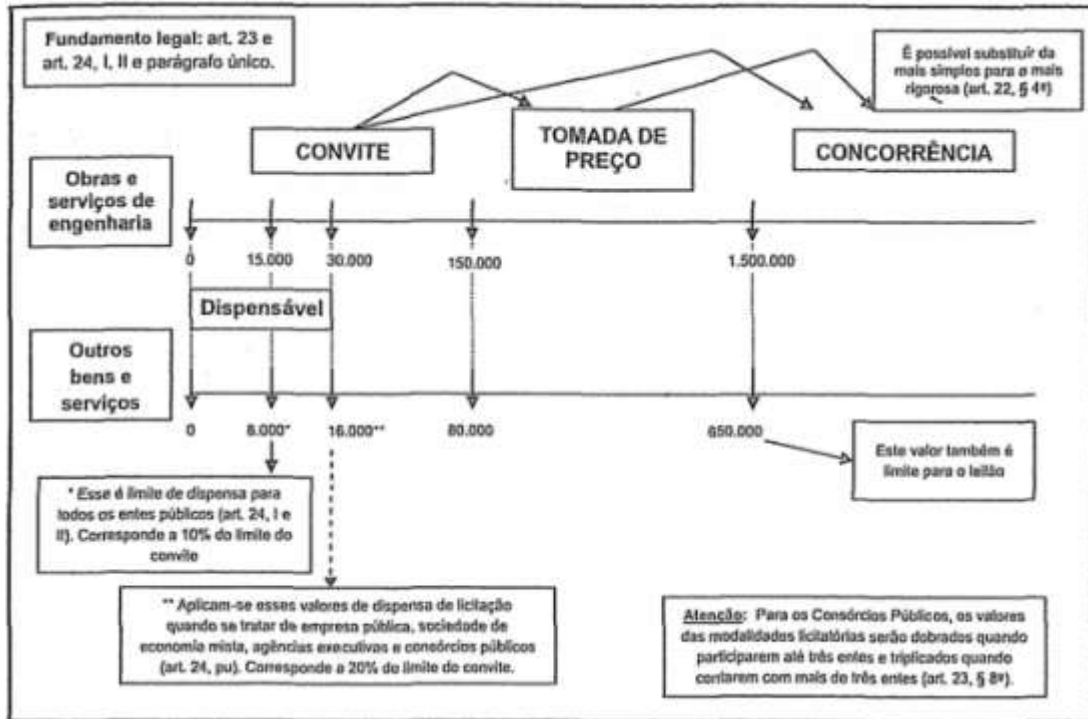 Fundamento legal: art. 23 e
art. 24, I, II e parágrafo único.
É possível substituir da
mais simples para a mais
rigorosa (art. 22, § 4º)
CONVITE
TOMADA DE
PREÇO
CONCORRÊNCIA
Obras e
serviços de
engenharia
0 15.000 30.000 150.000 1.500.000
Dispensável
Outros
bens e
serviços
0 8.000* 16.000** 80.000 650.000
Este valor também é
limite para o leilão
* Esse é limite de dispensa para
todos os entes públicos (art. 24, I e
II). Corresponde a 10% do limite do
convite
** Aplicam-se esses valores de dispensa de licitação
quando se tratar de empresa pública, sociedade de
economia mista, agências executivas e consórcios públicos
(art. 24, pu). Corresponde a 20% do limite do convite.
Atenção: Para os Consórcios Públicos, os valores
das modalidades licitatórias serão dobrados quando
participarem até três entes e triplicados quando
contarem com mais de três entes (art. 23, § 8º).